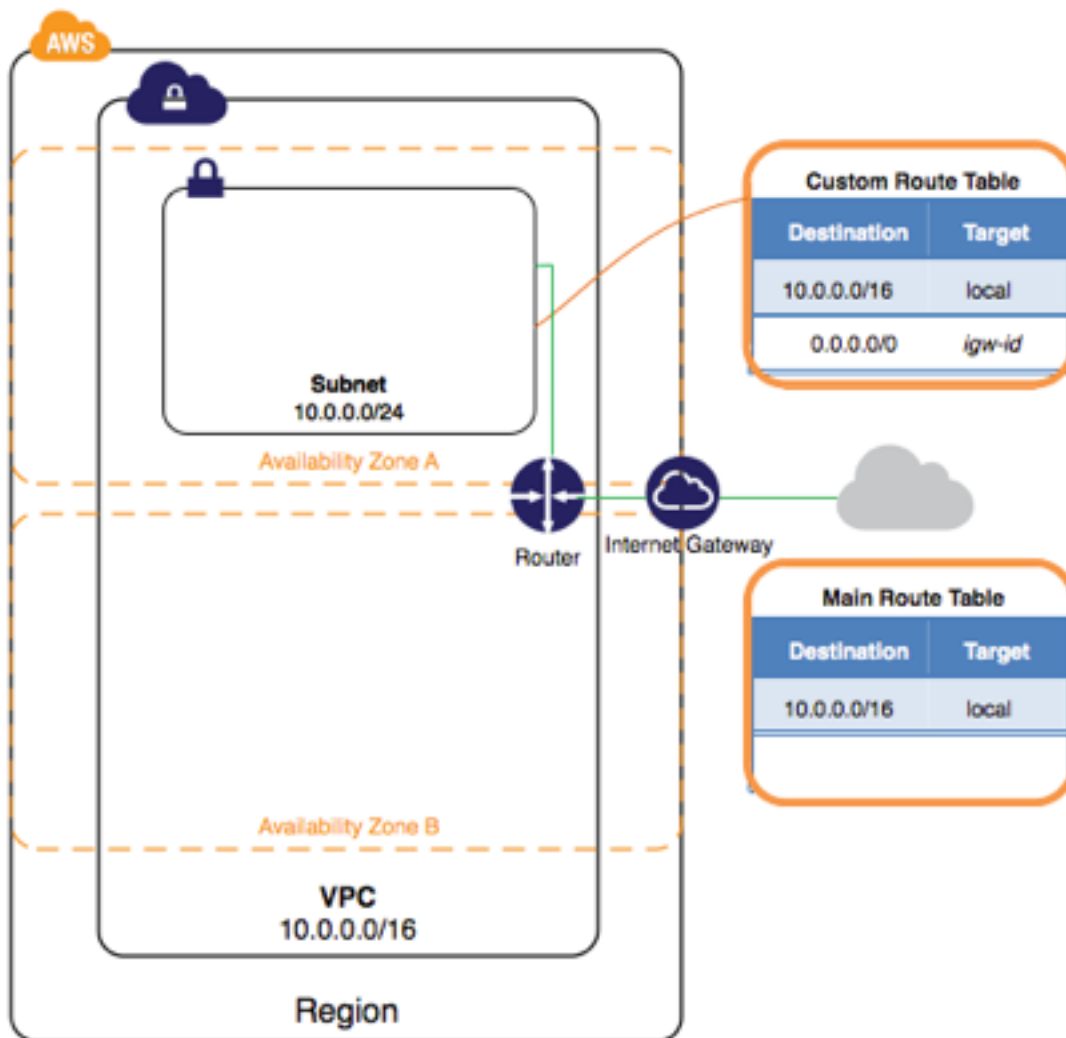 AWS
Custom Route Table
Destination Target
10.0.0.0/16 local
0.0.0.0/0 igw-id
Subnet
10.0.0.0/24
Availability Zone A
Router
Internet Gateway
Main Route Table
Destination Target
10.0.0.0/16 local
Availability Zone B
VPC
10.0.0.0/16
Region